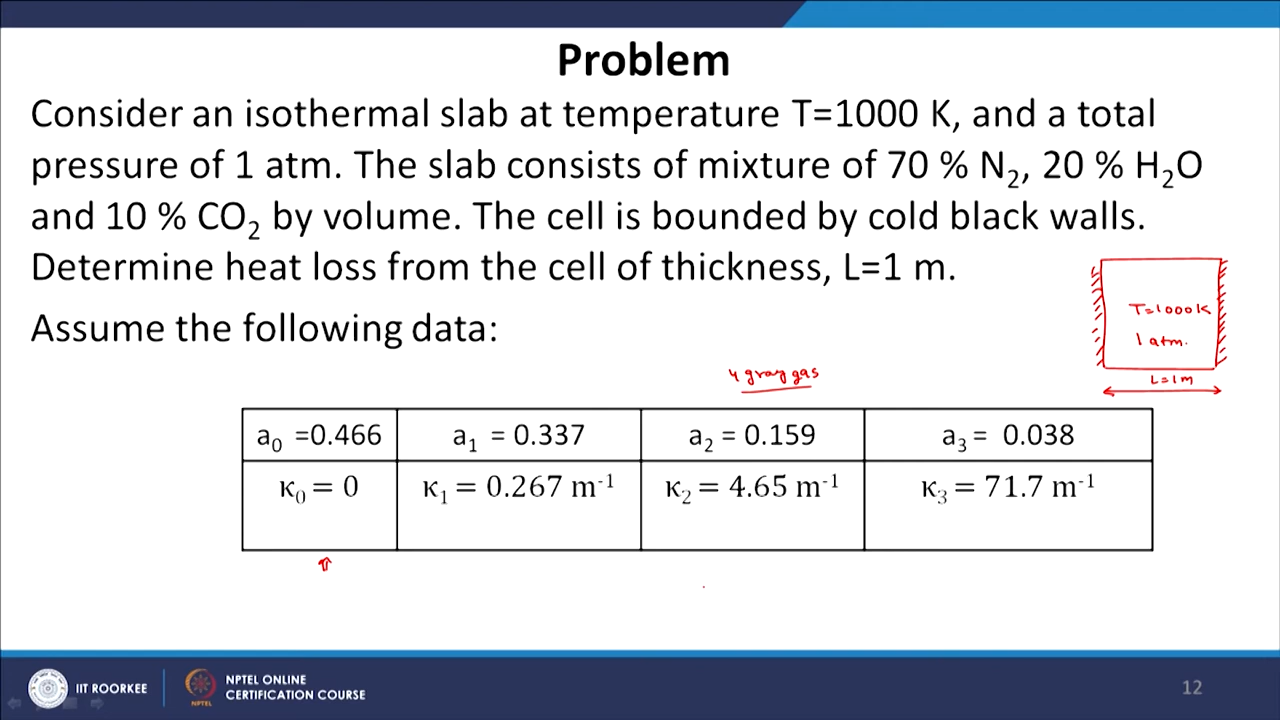 Problem
Consider an isothermal slab at temperature T=1000 K, and a total
pressure of 1 atm. The slab consists of mixture of 70 % N₂, 20 % H₂O
and 10 % CO₂ by volume. The cell is bounded by cold black walls.
Determine heat loss from the cell of thickness, L=1 m.
Assume the following data:
T=1000K
1 atm.
L=1m
4 gray gas
a₀ =0.466 a₁ = 0.337 a₂ = 0.159 a₃ = 0.038
κ₀ = 0 κ₁ = 0.267 m⁻¹ κ₂ = 4.65 m⁻¹ κ₃ = 71.7 m⁻¹
IIT ROORKEE
NPTEL
NPTEL ONLINE
CERTIFICATION COURSE
12